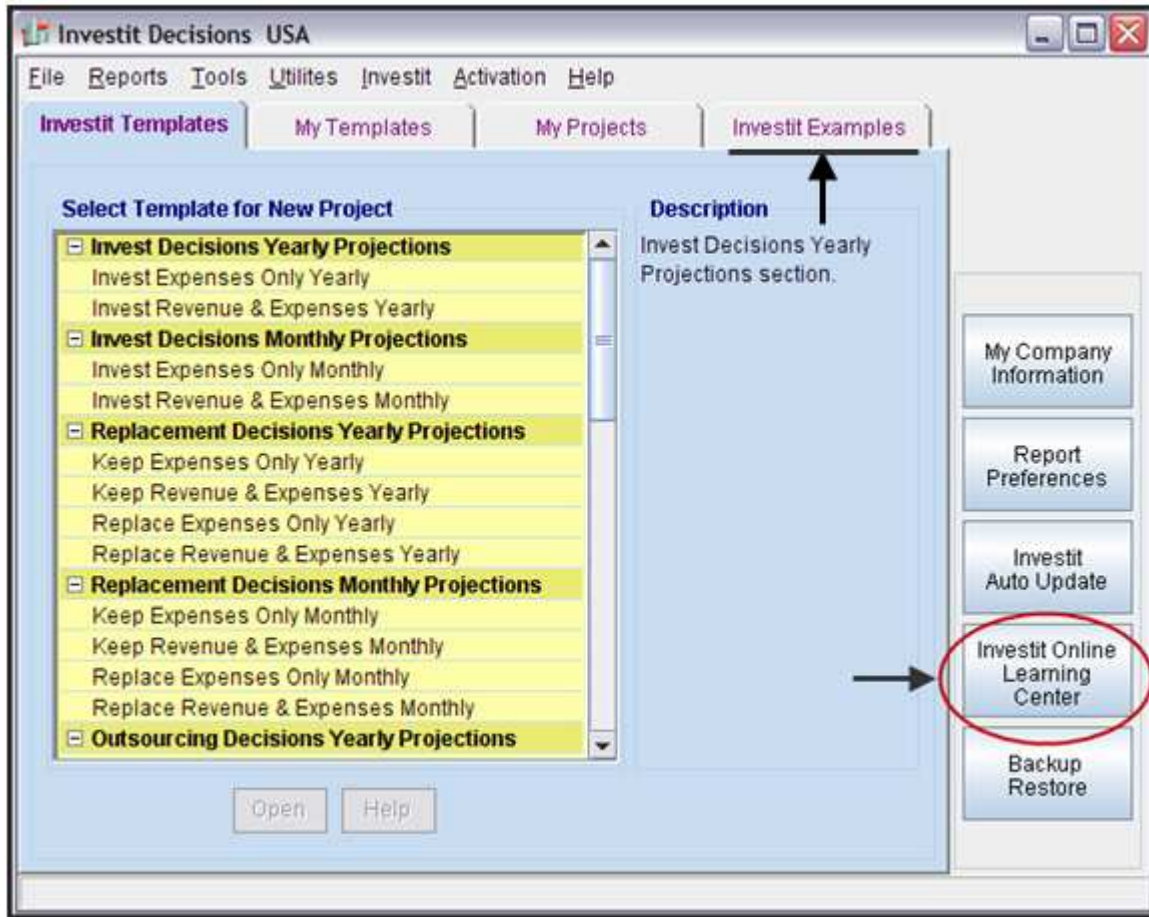 Investit Decisions USA
File Reports Tools Utilites Investit Activation Help
Investit Templates My Templates My Projects Investit Examples
Select Template for New Project
Invest Decisions Yearly Projections
Invest Expenses Only Yearly
Invest Revenue & Expenses Yearly
Invest Decisions Monthly Projections
Invest Expenses Only Monthly
Invest Revenue & Expenses Monthly
Replacement Decisions Yearly Projections
Keep Expenses Only Yearly
Keep Revenue & Expenses Yearly
Replace Expenses Only Yearly
Replace Revenue & Expenses Yearly
Replacement Decisions Monthly Projections
Keep Expenses Only Monthly
Keep Revenue & Expenses Monthly
Replace Expenses Only Monthly
Replace Revenue & Expenses Monthly
Outsourcing Decisions Yearly Projections
Open Help
Description
Invest Decisions Yearly
Projections section.
My Company
Information
Report
Preferences
Investit
Auto Update
Investit Online
Learning
Center
Backup
Restore